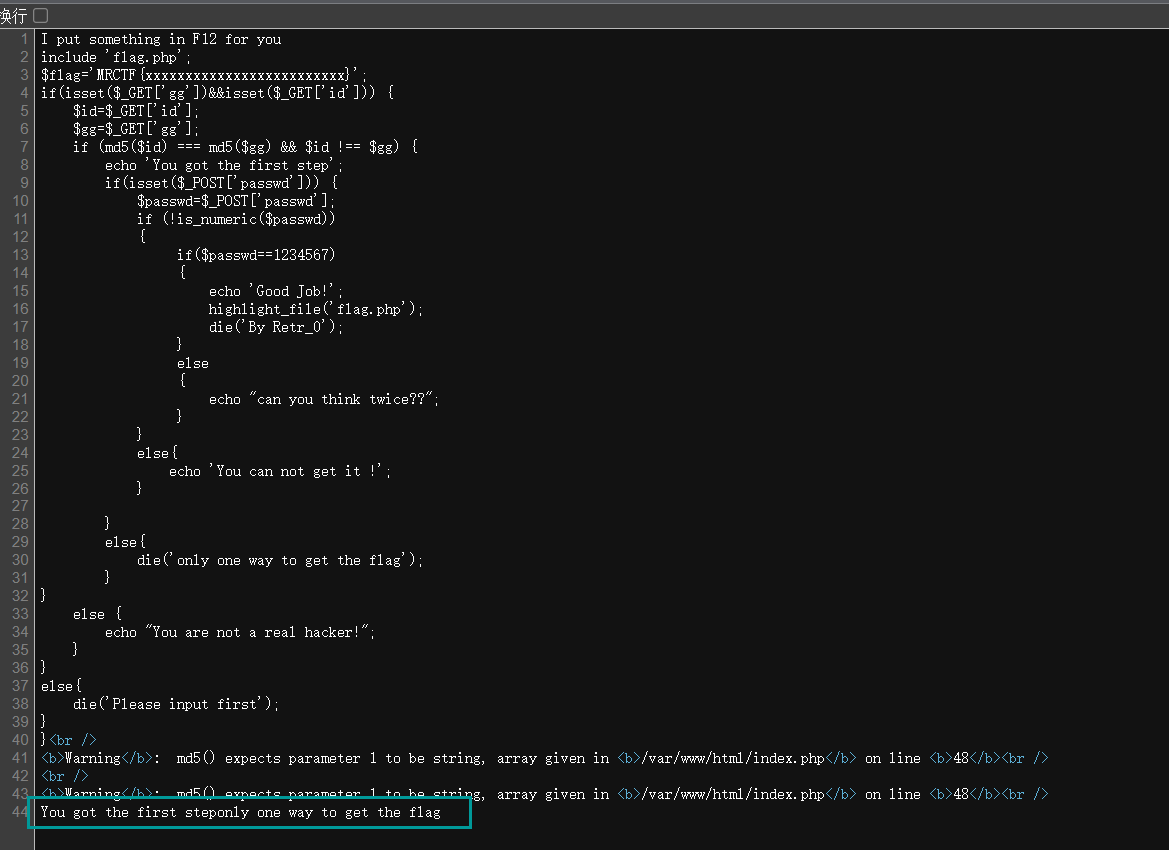 换行
1 I put something in F12 for you
2 include 'flag.php';
3 $flag='MRCTF{xxxxxxxxxxxxxxxxxxxxxxxxx}';
4 if(isset($_GET['gg'])&&isset($_GET['id'])) {
5 $id=$_GET['id'];
6 $gg=$_GET['gg'];
7 if (md5($id) === md5($gg) && $id !== $gg) {
8 echo 'You got the first step';
9 if(isset($_POST['passwd'])) {
10 $passwd=$_POST['passwd'];
11 if (!is_numeric($passwd))
12 {
13 if($passwd==1234567)
14 {
15 echo 'Good Job!';
16 highlight_file('flag.php');
17 die('By Retr_0');
18 }
19 else
20 {
21 echo "can you think twice??";
22 }
23 }
24 else{
25 echo 'You can not get it !';
26 }
27
28 }
29 else{
30 die('only one way to get the flag');
31 }
32 }
33 else {
34 echo "You are not a real hacker!";
35 }
36 }
37 else{
38 die('Please input first');
39 }
40 }<br />
41 <b>Warning</b>:  md5() expects parameter 1 to be string, array given in <b>/var/www/html/index.php</b> on line <b>48</b><br />
42 <br />
43 <b>Warning</b>:  md5() expects parameter 1 to be string, array given in <b>/var/www/html/index.php</b> on line <b>48</b><br />
44 You got the first steponly one way to get the flag